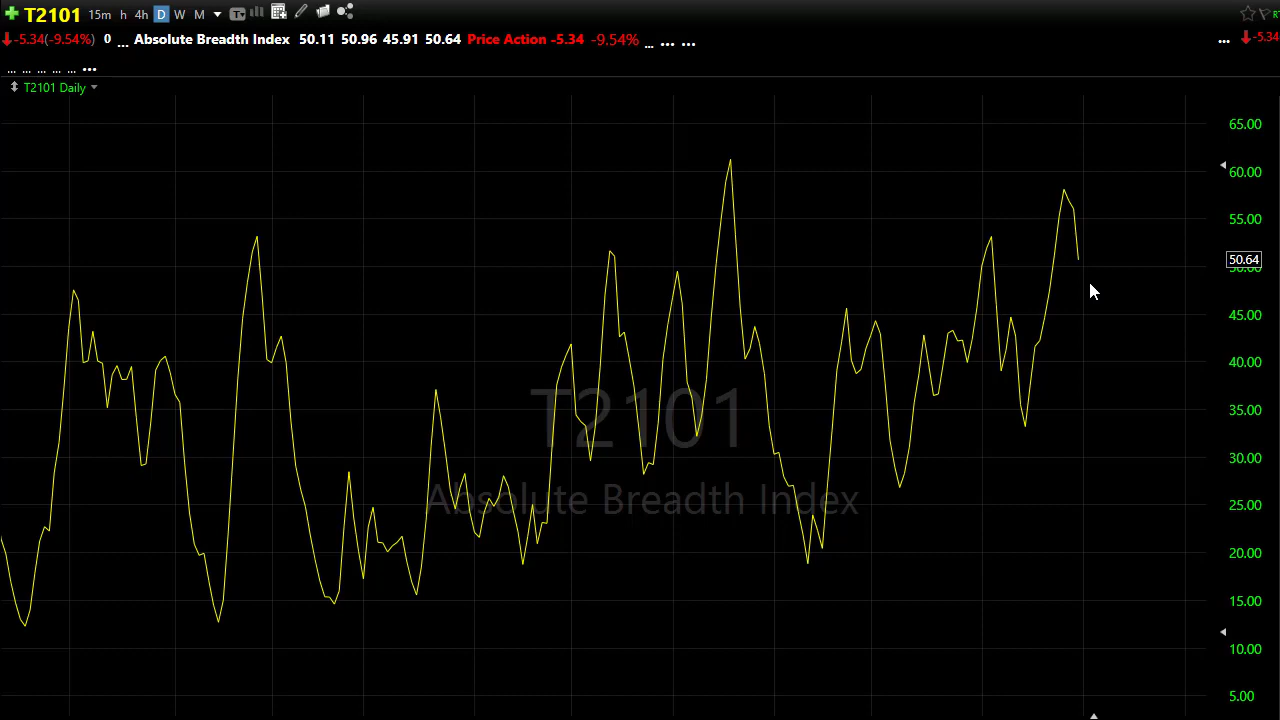 T2101 15m h 4h D W M T
-5.34(-9.54%) 0 ... Absolute Breadth Index 50.11 50.96 45.91 50.64 Price Action -5.34 -9.54% ... ... ... ... -5.34
... ... ... ... ... ...
T2101 Daily
65.00
60.00
55.00
50.64
50.00
45.00
40.00
35.00
30.00
25.00
20.00
15.00
10.00
5.00
T2101
Absolute Breadth Index